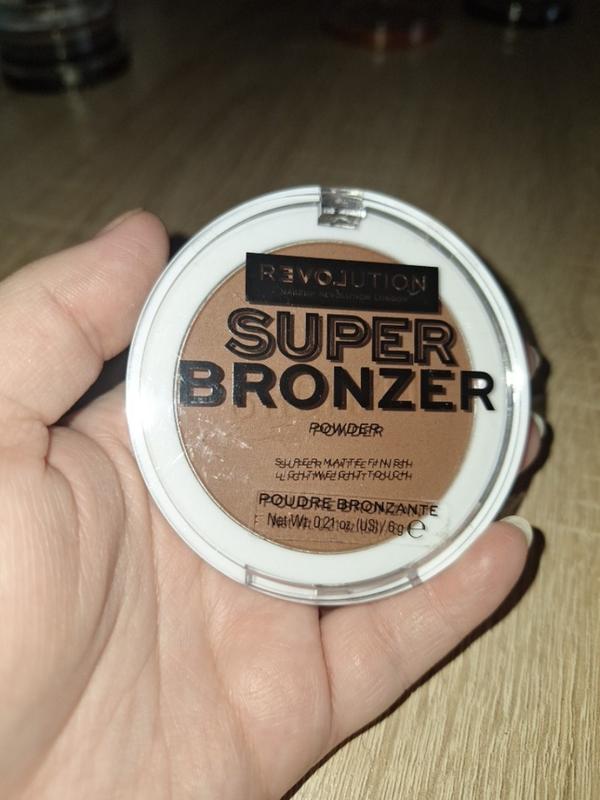 REVOLUTION
MAKEUP REVOLUTION LONDON
SUPER
BRONZER
POWDER
SUPER MATTE FINISH
LIGHTWEIGHT TOUCH
POUDRE BRONZANTE
Net Wt. 0.21 oz. (US) / 6 g ℮